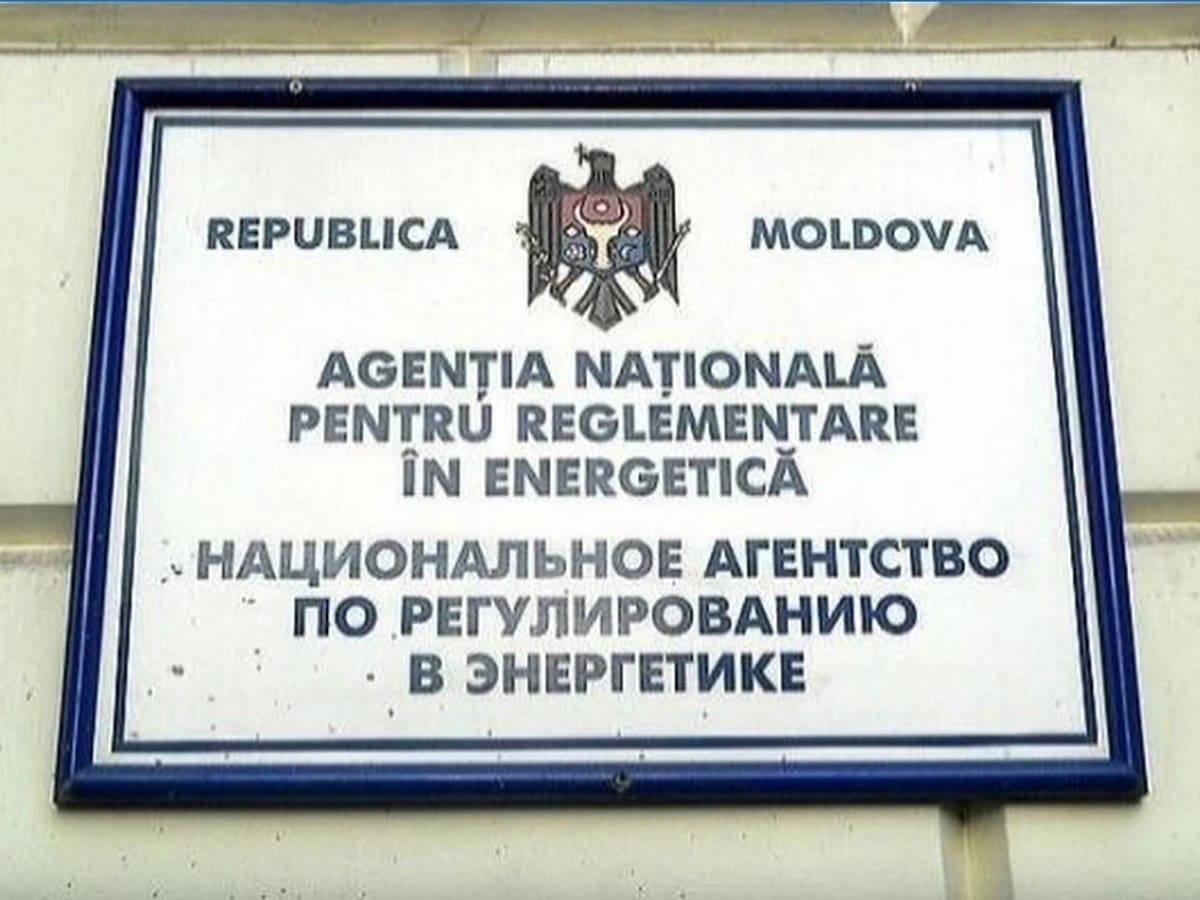 REPUBLICA MOLDOVA
AGENȚIA NAȚIONALĂ
PENTRU REGLEMENTARE
ÎN ENERGETICĂ
НАЦИОНАЛЬНОЕ АГЕНТСТВО
ПО РЕГУЛИРОВАНИЮ
В ЭНЕРГЕТИКЕ